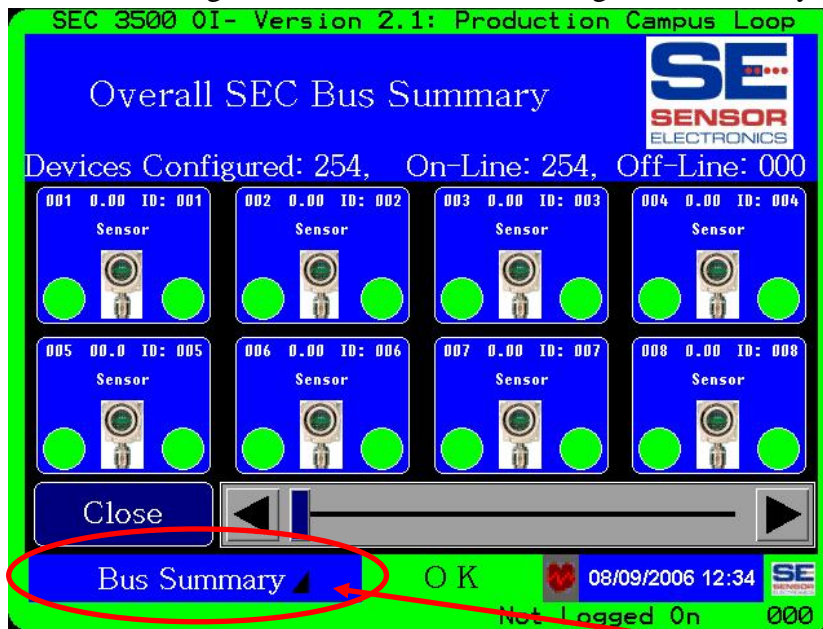 SEC 3500 OI- Version 2.1: Production Campus Loop
Overall SEC Bus Summary
SE
SENSOR
ELECTRONICS
Devices Configured: 254, On-Line: 254, Off-Line: 000
001 0.00 ID: 001 002 0.00 ID: 002 003 0.00 ID: 003 004 0.00 ID: 004
Sensor Sensor Sensor Sensor
005 00.0 ID: 005 006 0.00 ID: 006 007 0.00 ID: 007 008 0.00 ID: 008
Sensor Sensor Sensor Sensor
Close
Bus Summary OK 08/09/2006 12:34 SE
SENSOR
Not Logged On 000